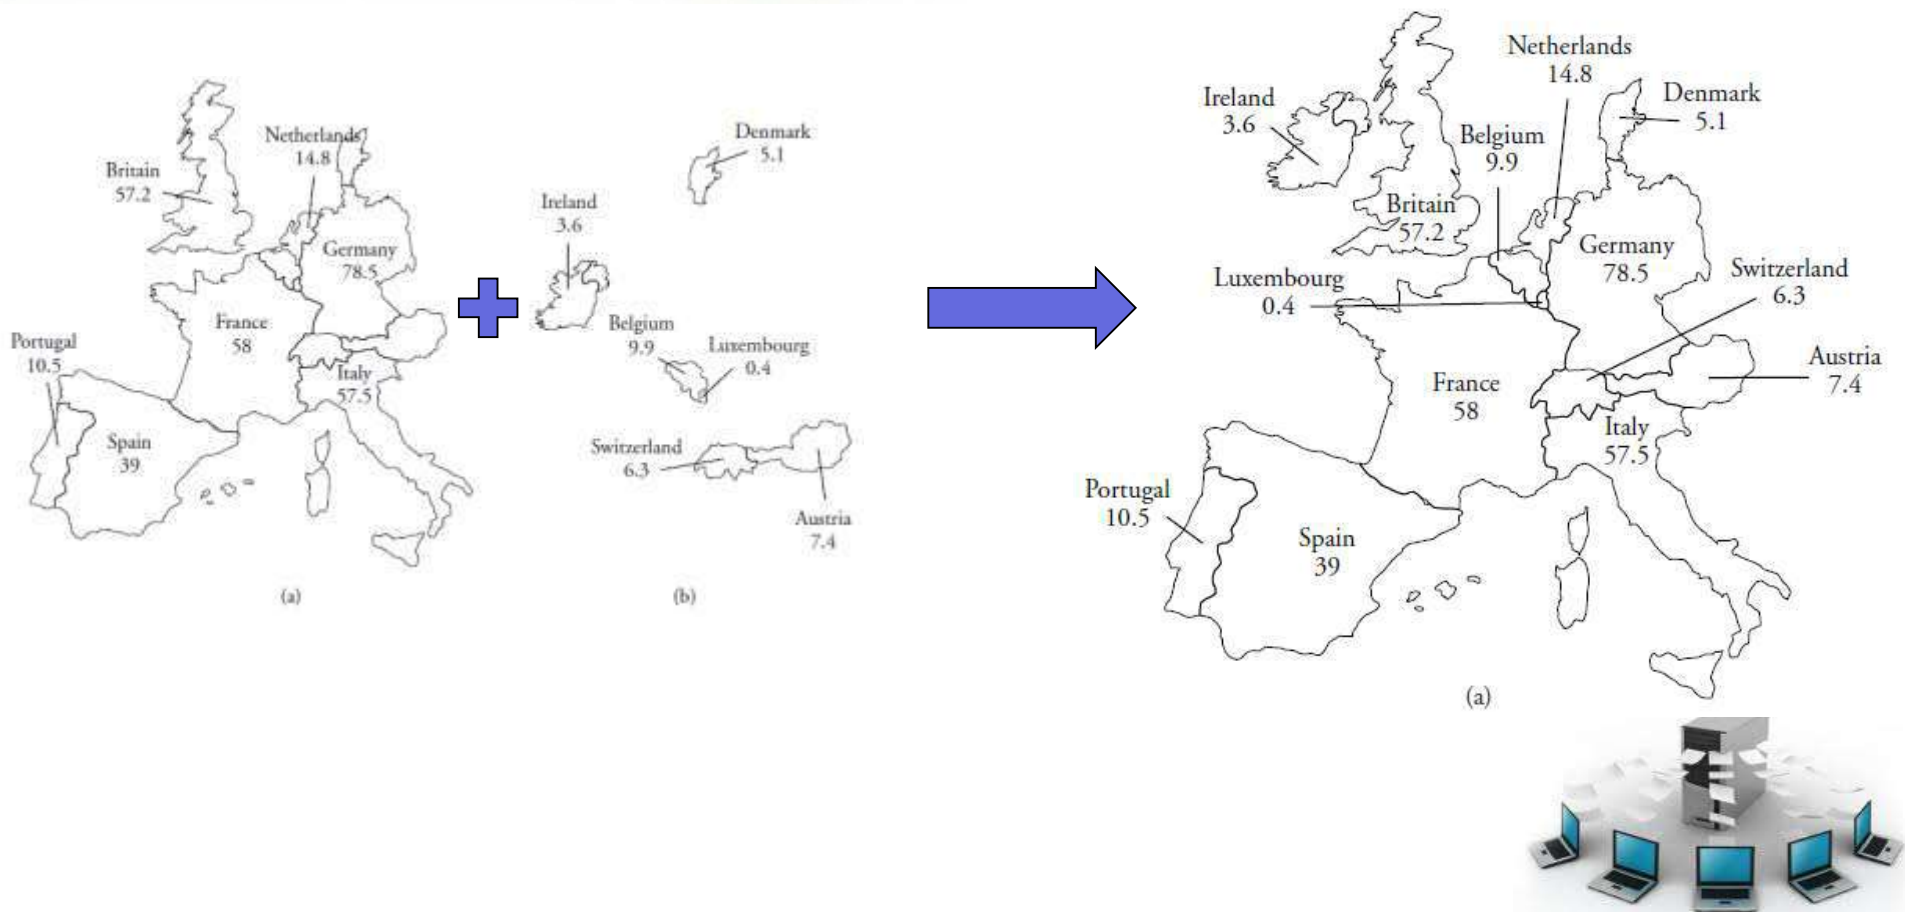 Netherlands
14.8
Britain
57.2
Germany
78.5
France
58
Portugal
10.5
Italy
57.5
Spain
39
(a)
Denmark
5.1
Ireland
3.6
Belgium
9.9
Luxembourg
0.4
Switzerland
6.3
Austria
7.4
(b)
Netherlands
14.8
Ireland
3.6
Denmark
5.1
Belgium
9.9
Britain
57.2
Germany
78.5
Switzerland
6.3
Luxembourg
0.4
Austria
7.4
France
58
Italy
57.5
Portugal
10.5
Spain
39
(a)